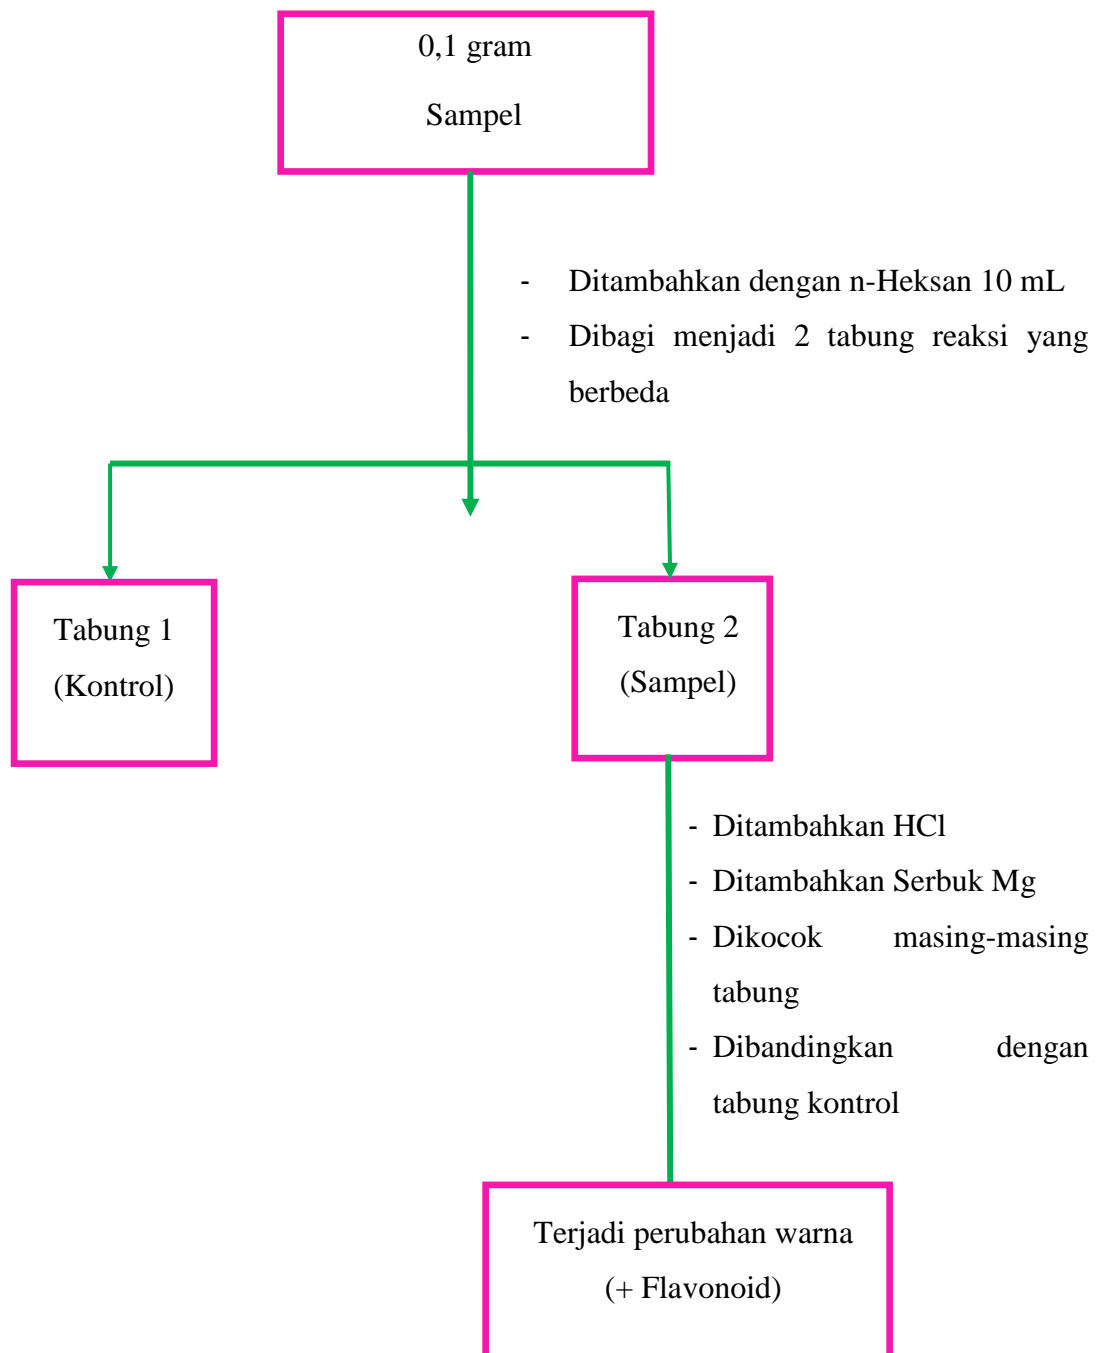 0,1 gram
Sampel
- Ditambahkan dengan n-Heksan 10 mL
- Dibagi menjadi 2 tabung reaksi yang
berbeda
Tabung 1
(Kontrol)
Tabung 2
(Sampel)
- Ditambahkan HCl
- Ditambahkan Serbuk Mg
- Dikocok masing-masing
tabung
- Dibandingkan dengan
tabung kontrol
Terjadi perubahan warna
(+ Flavonoid)